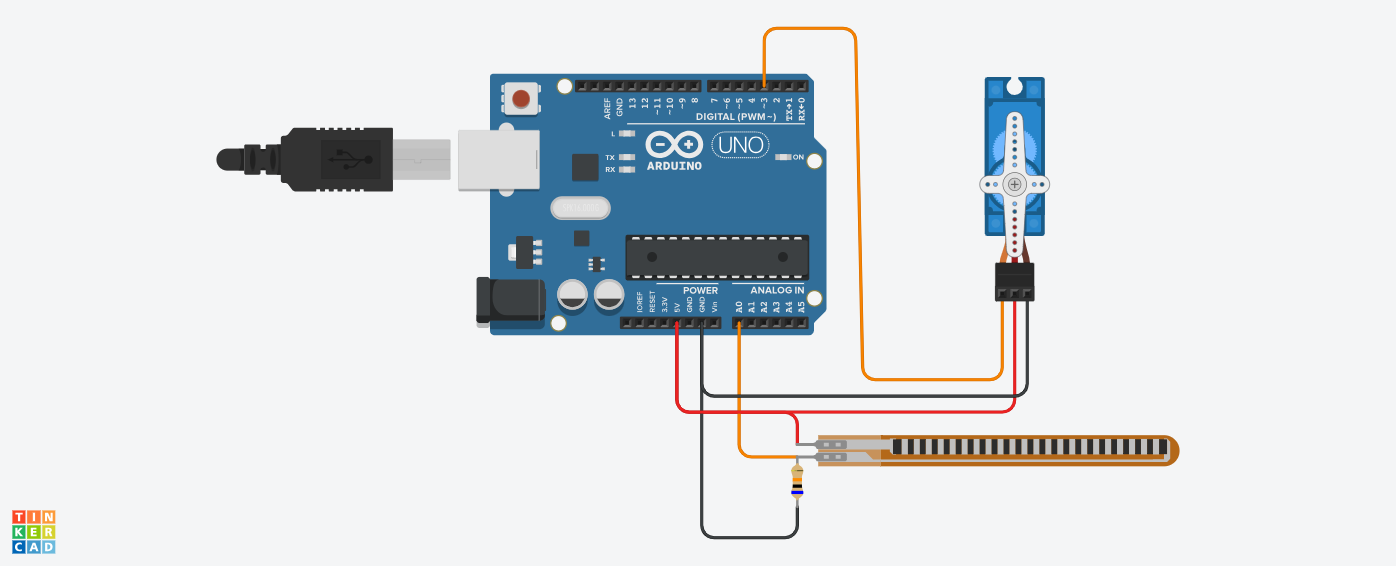 AREF
GND
13
12
~11
~10
~9
8
7
~6
~5
4
~3
2
TX→1
RX←0
DIGITAL (PWM~)
L
TX
RX
ARDUINO
UNO
ON
POWER
ANALOG IN
IOREF
RESET
3.3V
5V
GND
GND
Vin
A0
A1
A2
A3
A4
A5
TIN
KER
CAD